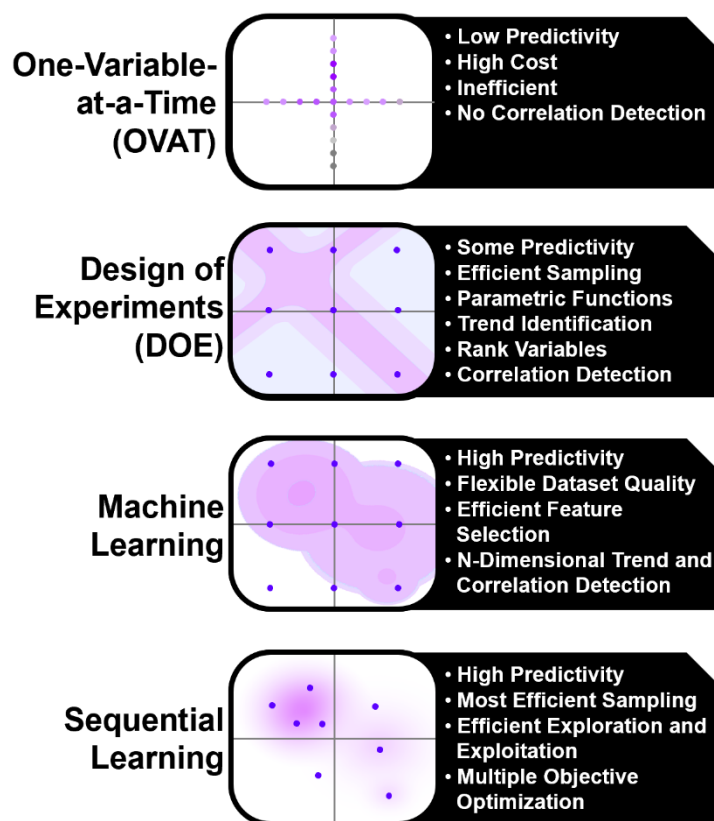 One-Variable-
at-a-Time
(OVAT)
• Low Predictivity
• High Cost
• Inefficient
• No Correlation Detection
Design of
Experiments
(DOE)
• Some Predictivity
• Efficient Sampling
• Parametric Functions
• Trend Identification
• Rank Variables
• Correlation Detection
Machine
Learning
• High Predictivity
• Flexible Dataset Quality
• Efficient Feature
Selection
• N-Dimensional Trend and
Correlation Detection
Sequential
Learning
• High Predictivity
• Most Efficient Sampling
• Efficient Exploration and
Exploitation
• Multiple Objective
Optimization